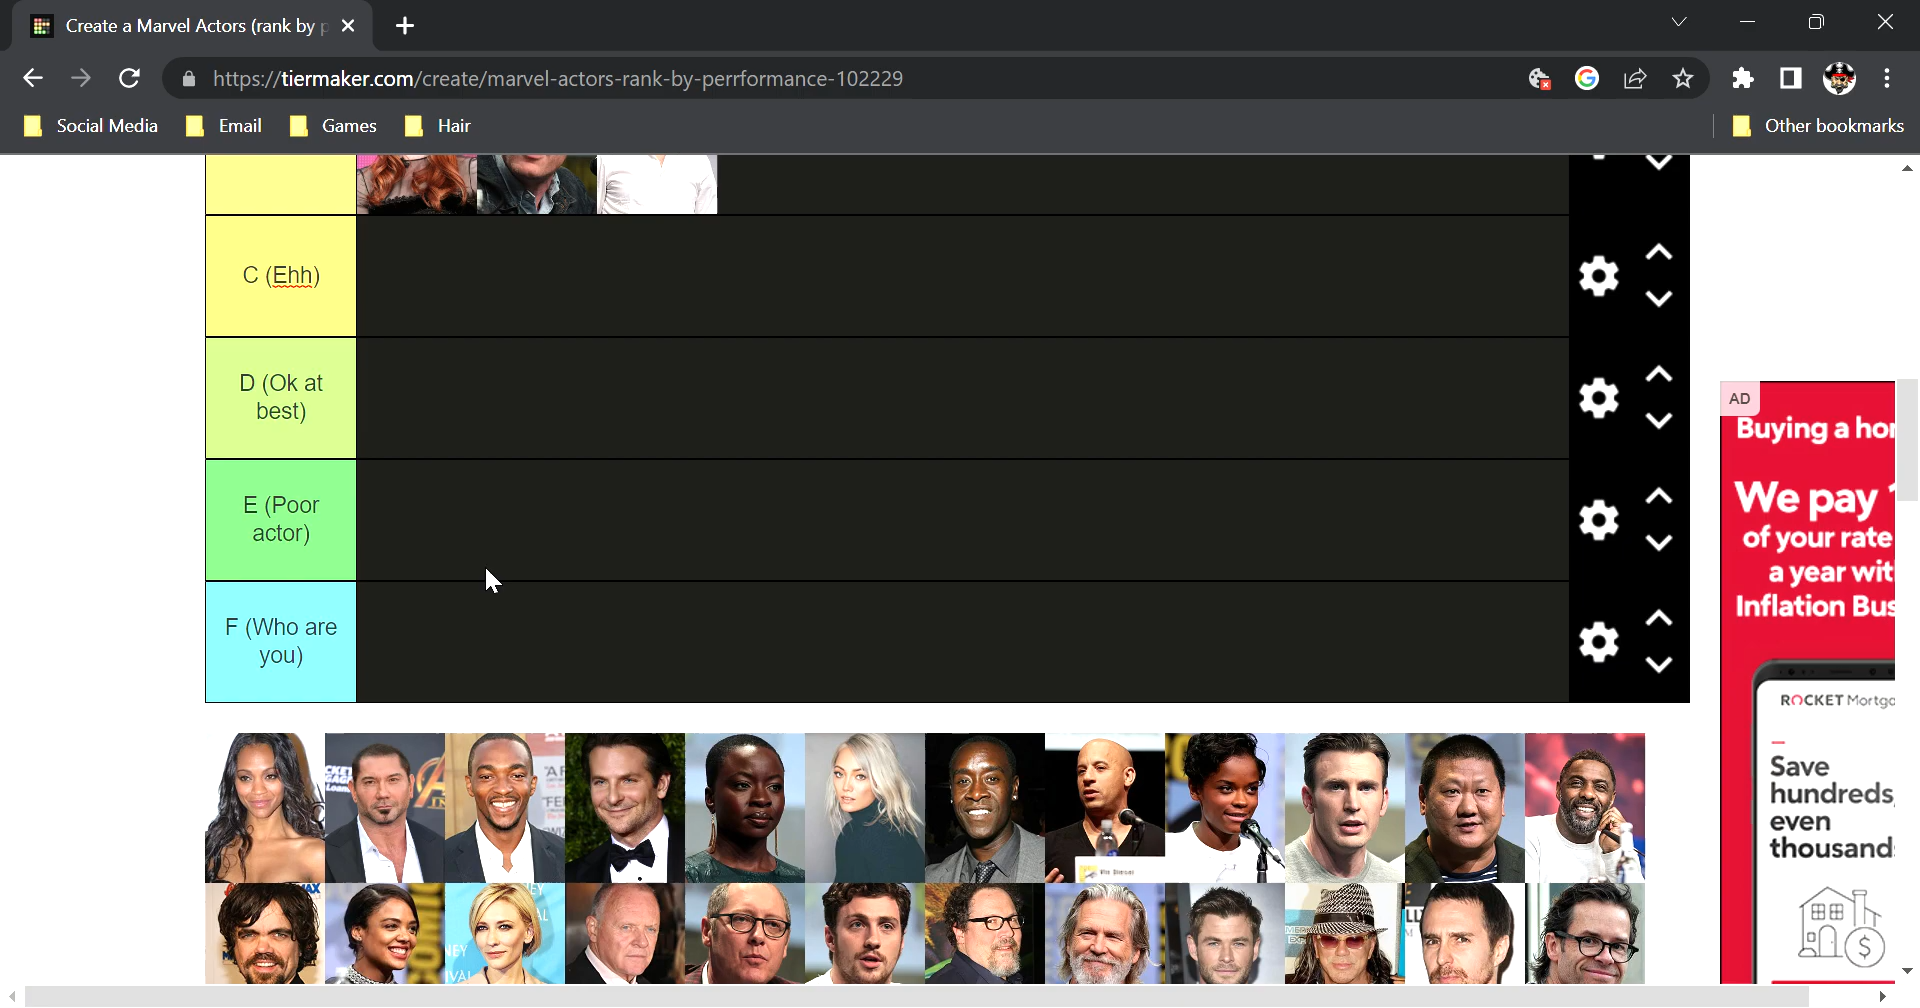 Create a Marvel Actors (rank by p
https://tiermaker.com/create/marvel-actors-rank-by-perrformance-102229
Social Media
Email
Games
Hair
Other bookmarks
C (Ehh)
D (Ok at
best)
E (Poor
actor)
F (Who are
you)
AD
Buying a hor
We pay
of your rate
a year wit
Inflation Bus
ROCKET Mortga
Save
hundreds,
even
thousand